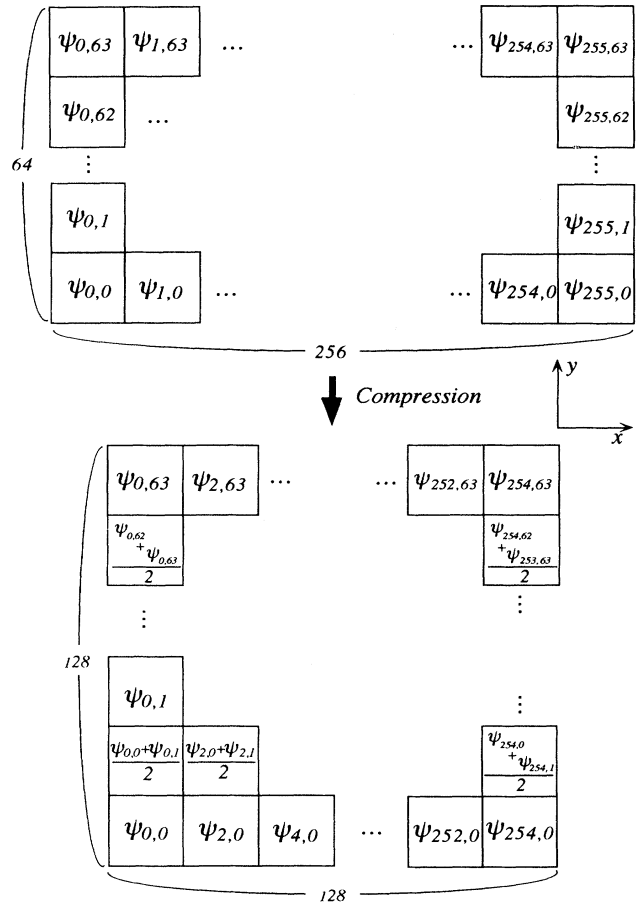 ψ0,63 ψ1,63 ... ... ψ254,63 ψ255,63
ψ0,62 ... ψ255,62
64
ψ0,1 ψ255,1
ψ0,0 ψ1,0 ... ... ψ254,0 ψ255,0
256
Compression
y
x
ψ0,63 ψ2,63 ... ... ψ252,63 ψ254,63
ψ0,62 + ψ0,63 / 2 ψ254,62 + ψ253,63 / 2
128
ψ0,1
ψ0,0+ψ0,1 / 2 ψ2,0+ψ2,1 / 2 ψ254,0 + ψ254,1 / 2
ψ0,0 ψ2,0 ψ4,0 ... ψ252,0 ψ254,0
128